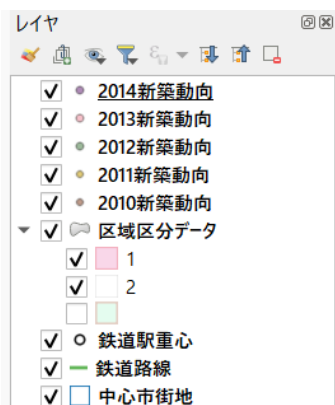 レイヤ
2014新築動向
2013新築動向
2012新築動向
2011新築動向
2010新築動向
区域区分データ
1
2
鉄道駅重心
鉄道路線
中心市街地